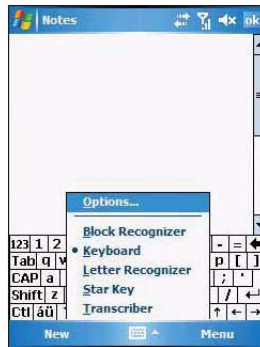 Notes
ok
Options...
Block Recognizer
Keyboard
Letter Recognizer
Star Key
Transcriber
123 1 2 - =
Tab q p [ ]
CAP a ; '
Shift z /
Ctl áü
New Menu